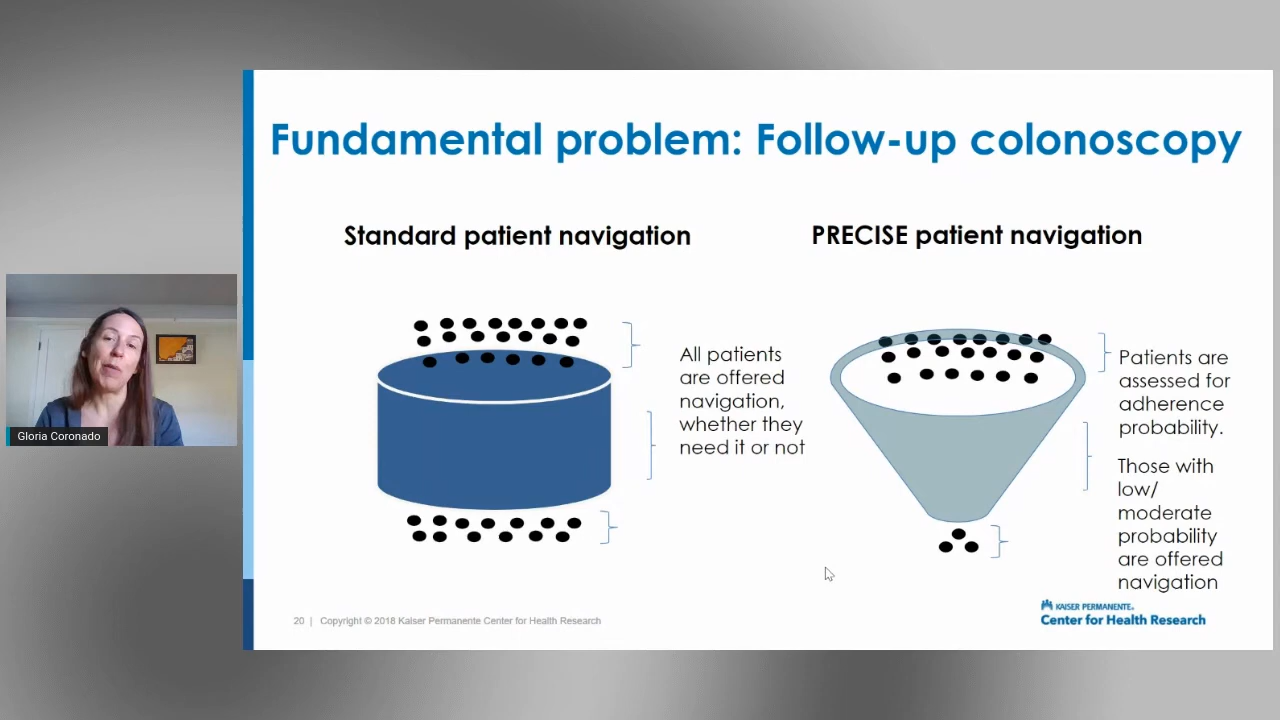 Fundamental problem: Follow-up colonoscopy
Standard patient navigation
PRECISE patient navigation
All patients
are offered
navigation,
whether they
need it or not
Patients are
assessed for
adherence
probability.
Those with
low/
moderate
probability
are offered
navigation
Gloria Coronado
20 | Copyright © 2018 Kaiser Permanente Center for Health Research
KAISER PERMANENTE®
Center for Health Research